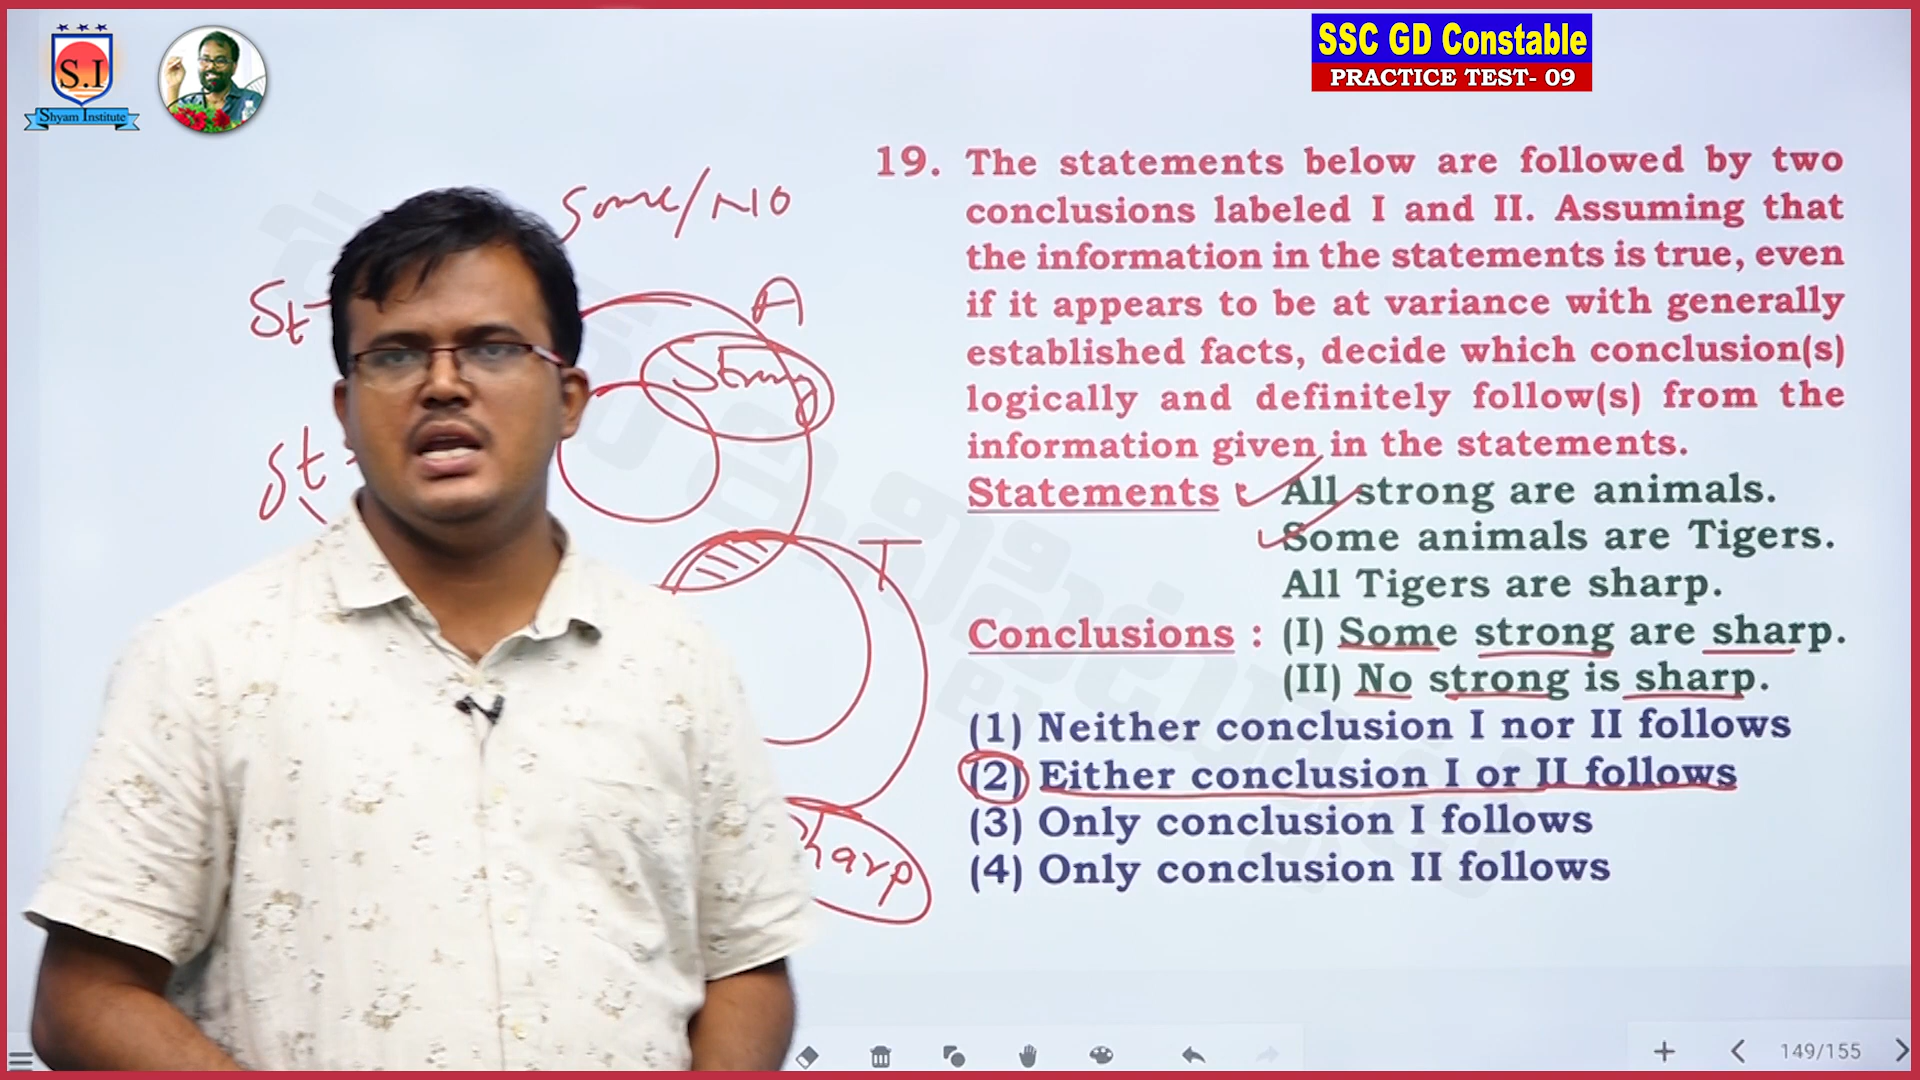 S.I
Shyam Institute
SSC GD Constable
PRACTICE TEST- 09
Some/NO
St
A
Strong
St
T
sharp
19. The statements below are followed by two
conclusions labeled I and II. Assuming that
the information in the statements is true, even
if it appears to be at variance with generally
established facts, decide which conclusion(s)
logically and definitely follow(s) from the
information given in the statements.
Statements : All strong are animals.
Some animals are Tigers.
All Tigers are sharp.
Conclusions : (I) Some strong are sharp.
(II) No strong is sharp.
(1) Neither conclusion I nor II follows
(2) Either conclusion I or II follows
(3) Only conclusion I follows
(4) Only conclusion II follows
149/155